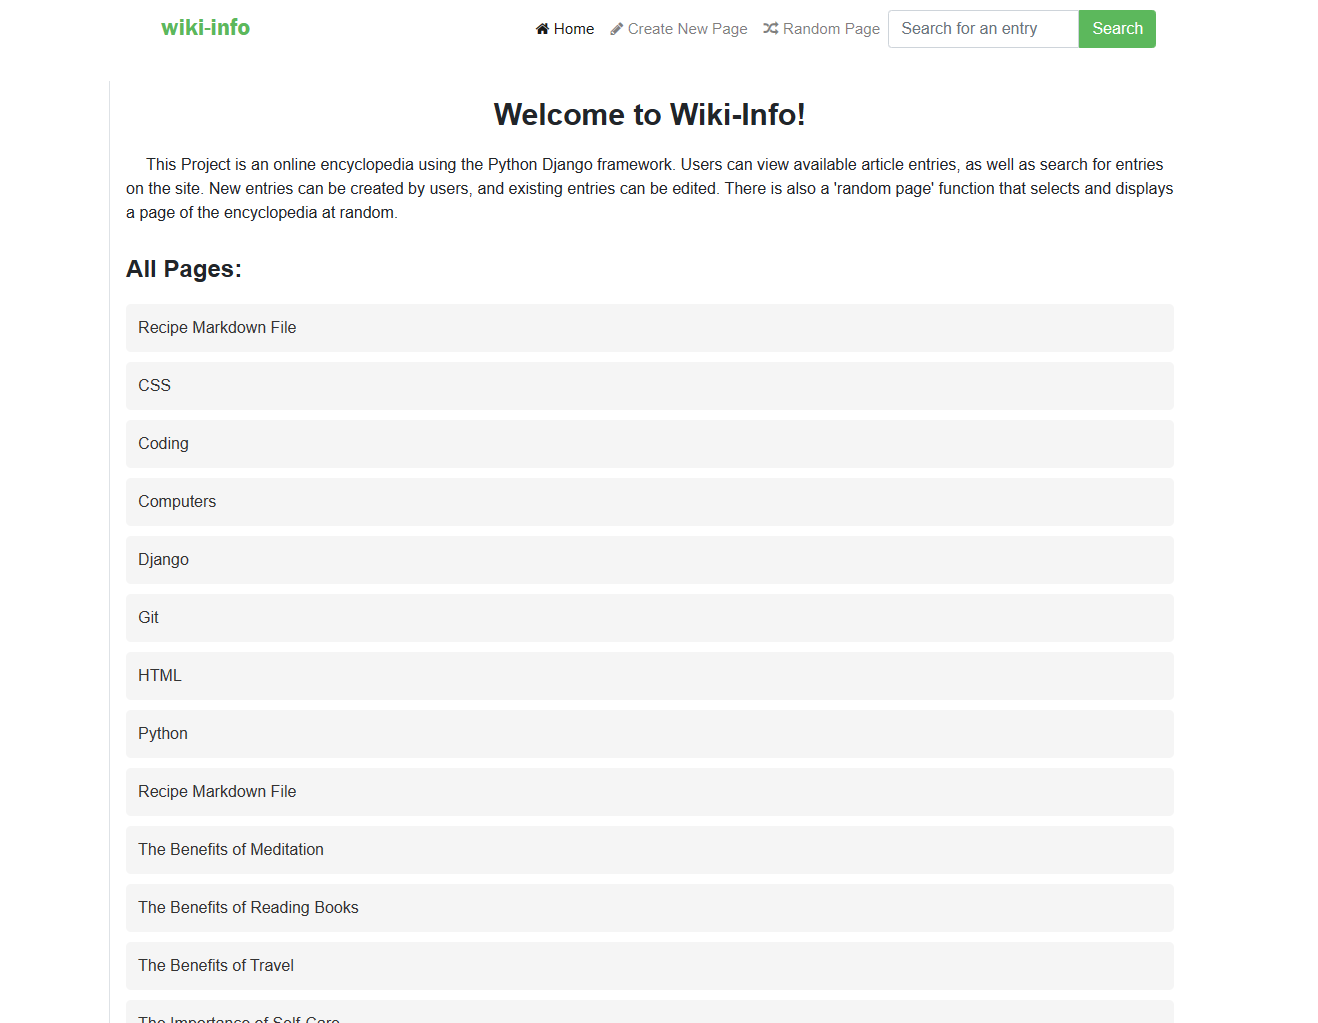 wiki-info
Home Create New Page Random Page Search for an entry Search
Welcome to Wiki-Info!
This Project is an online encyclopedia using the Python Django framework. Users can view available article entries, as well as search for entries
on the site. New entries can be created by users, and existing entries can be edited. There is also a 'random page' function that selects and displays
a page of the encyclopedia at random.
All Pages:
Recipe Markdown File
CSS
Coding
Computers
Django
Git
HTML
Python
Recipe Markdown File
The Benefits of Meditation
The Benefits of Reading Books
The Benefits of Travel
The Importance of Self-Care